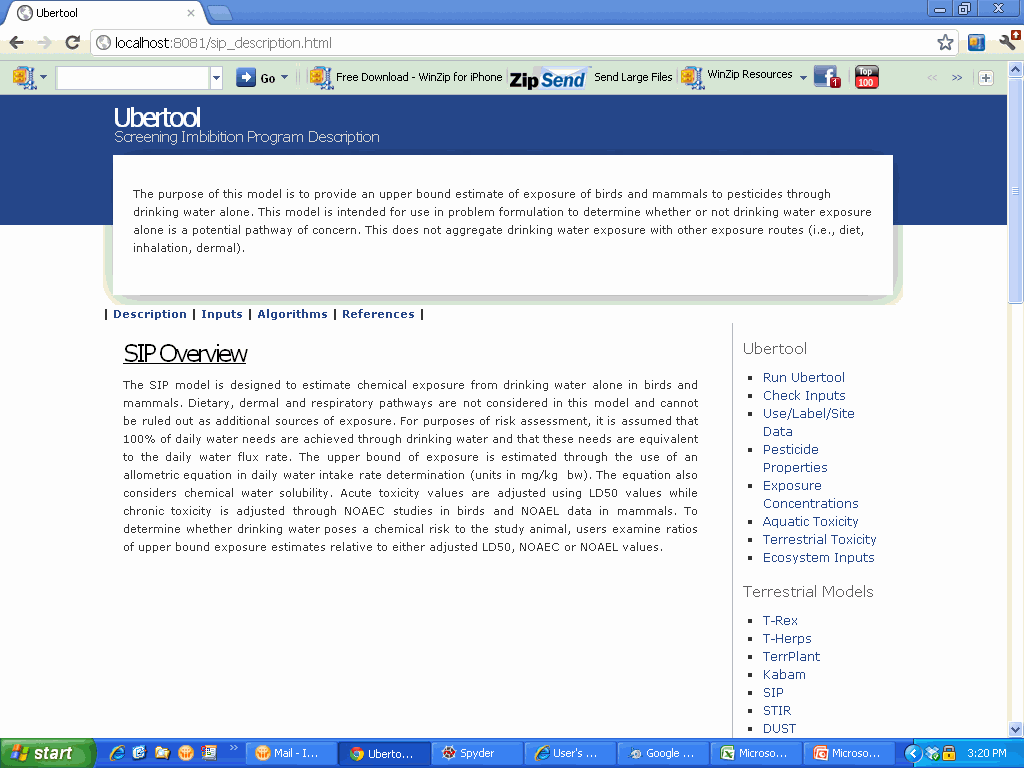 Ubertool
localhost:8081/sip_description.html
Go
Free Download - WinZip for iPhone
ZipSend
Send Large Files
WinZip Resources
1
Top 100
Ubertool
Screening Imbibition Program Description
The purpose of this model is to provide an upper bound estimate of exposure of birds and mammals to pesticides through
drinking water alone. This model is intended for use in problem formulation to determine whether or not drinking water exposure
alone is a potential pathway of concern. This does not aggregate drinking water exposure with other exposure routes (i.e., diet,
inhalation, dermal).
| Description | Inputs | Algorithms | References |
SIP Overview
The SIP model is designed to estimate chemical exposure from drinking water alone in birds and
mammals. Dietary, dermal and respiratory pathways are not considered in this model and cannot
be ruled out as additional sources of exposure. For purposes of risk assessment, it is assumed that
100% of daily water needs are achieved through drinking water and that these needs are equivalent
to the daily water flux rate. The upper bound of exposure is estimated through the use of an
allometric equation in daily water intake rate determination (units in mg/kg bw). The equation also
considers chemical water solubility. Acute toxicity values are adjusted using LD50 values while
chronic toxicity is adjusted through NOAEC studies in birds and NOAEL data in mammals. To
determine whether drinking water poses a chemical risk to the study animal, users examine ratios
of upper bound exposure estimates relative to either adjusted LD50, NOAEC or NOAEL values.
Ubertool
Run Ubertool
Check Inputs
Use/Label/Site
Data
Pesticide
Properties
Exposure
Concentrations
Aquatic Toxicity
Terrestrial Toxicity
Ecosystem Inputs
Terrestrial Models
T-Rex
T-Herps
TerrPlant
Kabam
SIP
STIR
DUST
start
Mail - I...
Uberto...
Spyder
User's ...
Google ...
Microso...
Microso...
3:20 PM